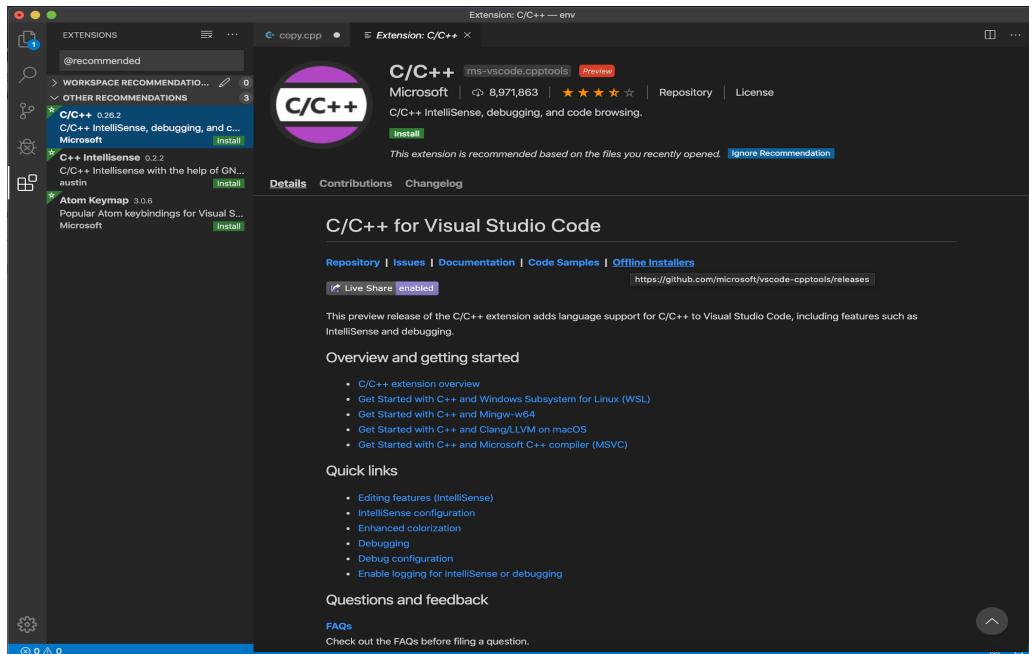 Extension: C/C++ — env
EXTENSIONS
@recommended
WORKSPACE RECOMMENDATIO... 0
OTHER RECOMMENDATIONS 3
C/C++ 0.26.2
C/C++ IntelliSense, debugging, and c...
Microsoft Install
C++ Intellisense 0.2.2
C/C++ Intellisense with the help of GN...
austin Install
Atom Keymap 3.0.6
Popular Atom keybindings for Visual S...
Microsoft Install
1
copy.cpp
Extension: C/C++
C/C++
C/C++ ms-vscode.cpptools Preview
Microsoft 8,971,863 Repository License
C/C++ IntelliSense, debugging, and code browsing.
Install
This extension is recommended based on the files you recently opened. Ignore Recommendation
Details Contributions Changelog
C/C++ for Visual Studio Code
Repository | Issues | Documentation | Code Samples | Offline Installers
https://github.com/microsoft/vscode-cpptools/releases
Live Share enabled
This preview release of the C/C++ extension adds language support for C/C++ to Visual Studio Code, including features such as
IntelliSense and debugging.
Overview and getting started
• C/C++ extension overview
• Get Started with C++ and Windows Subsystem for Linux (WSL)
• Get Started with C++ and Mingw-w64
• Get Started with C++ and Clang/LLVM on macOS
• Get Started with C++ and Microsoft C++ compiler (MSVC)
Quick links
• Editing features (IntelliSense)
• IntelliSense configuration
• Enhanced colorization
• Debugging
• Debug configuration
• Enable logging for IntelliSense or debugging
Questions and feedback
FAQs
Check out the FAQs before filing a question.
0 0